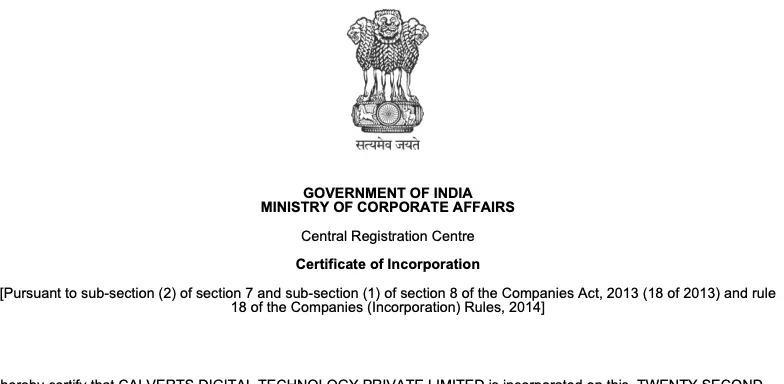 सत्यमेव जयते
GOVERNMENT OF INDIA
MINISTRY OF CORPORATE AFFAIRS
Central Registration Centre
Certificate of Incorporation
[Pursuant to sub-section (2) of section 7 and sub-section (1) of section 8 of the Companies Act, 2013 (18 of 2013) and rule
18 of the Companies (Incorporation) Rules, 2014]
hereby certify that CALVERTS DIGITAL TECHNOLOGY PRIVATE LIMITED is incorporated on this TWENTY SECOND